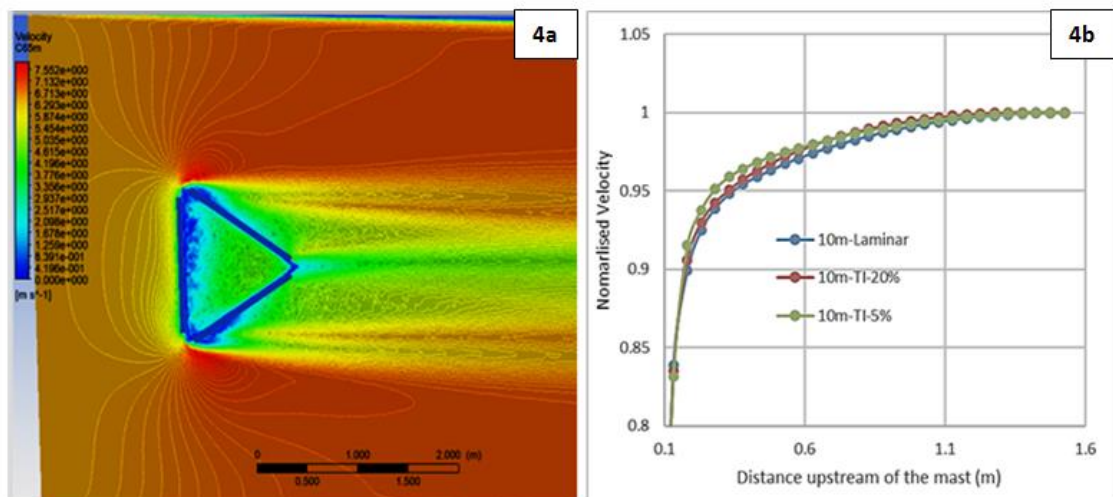 4a
Velocity
C65m
7.552e+000
7.132e+000
6.713e+000
6.293e+000
5.874e+000
5.454e+000
5.035e+000
4.615e+000
4.196e+000
3.776e+000
3.356e+000
2.937e+000
2.517e+000
2.098e+000
1.678e+000
1.259e+000
8.391e-001
4.196e-001
0.000e+000
[m s^-1]
0 1.000 2.000 (m)
0.500 1.500
4b
1.05
1
0.95
0.9
0.85
0.8
Nomarlised Velocity
10m-Laminar
10m-TI-20%
10m-TI-5%
0.1 0.6 1.1 1.6
Distance upstream of the mast (m)